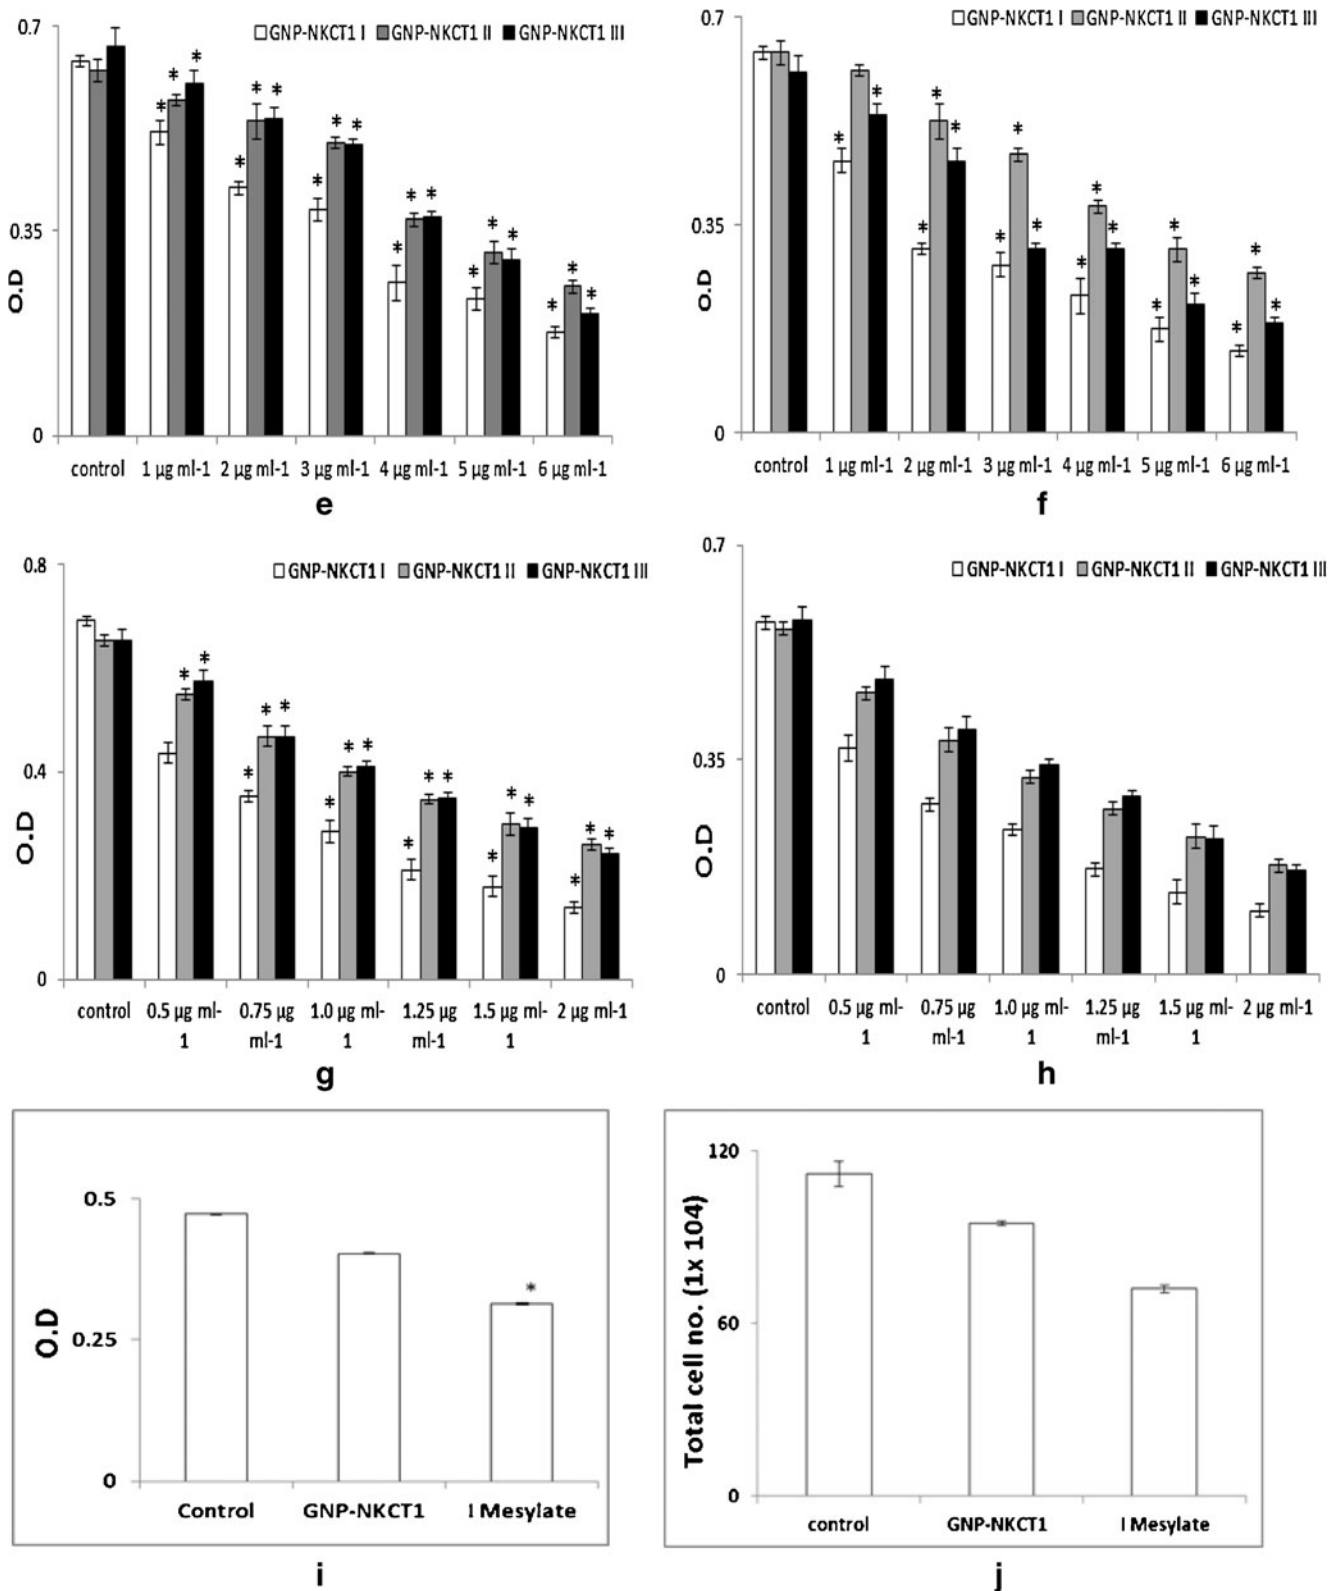 0.7
GNP-NKCT1 I GNP-NKCT1 II GNP-NKCT1 III
* * *
* * *
* * *
* * *
* * *
* * *
0.35
O.D
0
control 1 µg ml-1 2 µg ml-1 3 µg ml-1 4 µg ml-1 5 µg ml-1 6 µg ml-1
e
0.7
GNP-NKCT1 I GNP-NKCT1 II GNP-NKCT1 III
* *
* * *
* * *
* * *
* * *
* * *
0.35
O.D
0
control 1 µg ml-1 2 µg ml-1 3 µg ml-1 4 µg ml-1 5 µg ml-1 6 µg ml-1
f
0.8
GNP-NKCT1 I GNP-NKCT1 II GNP-NKCT1 III
* *
* * *
* * *
* * *
* * *
* * *
0.4
O.D
0
control 0.5 µg ml- 0.75 µg 1.0 µg ml- 1.25 µg 1.5 µg ml- 2 µg ml-1
1 ml-1 1 ml-1 1
g
0.7
GNP-NKCT1 I GNP-NKCT1 II GNP-NKCT1 III
0.35
O.D
0
control 0.5 µg ml- 0.75 µg 1.0 µg ml- 1.25 µg 1.5 µg ml- 2 µg ml-1
1 ml-1 1 ml-1 1
h
0.5
*
O.D
0.25
0
Control GNP-NKCT1 I Mesylate
i
120
Total cell no. (1x 104)
60
0
control GNP-NKCT1 I Mesylate
j